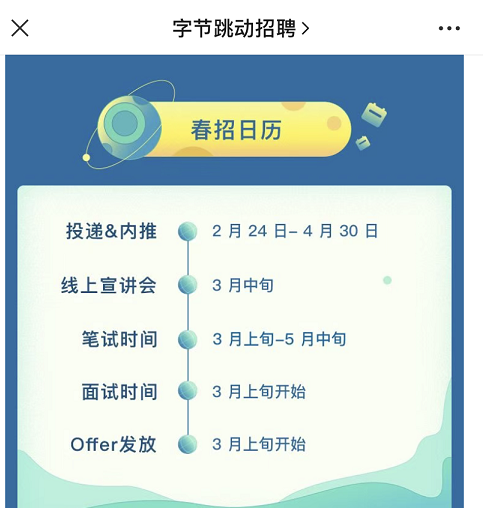 字节跳动招聘
春招日历
投递&内推 2 月 24 日- 4 月 30 日
线上宣讲会 3 月中旬
笔试时间 3 月上旬-5 月中旬
面试时间 3 月上旬开始
Offer发放 3 月上旬开始